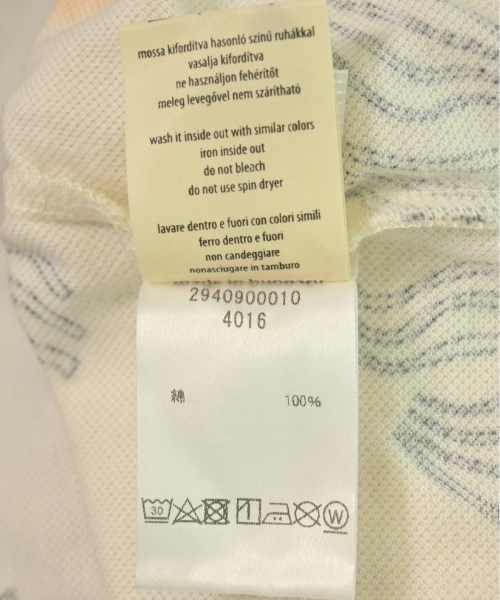 mossa kifordítva hasonló színű ruhákkal
vasalja kifordítva
ne használjon fehérítőt
meleg levegővel nem szárítható
wash it inside out with similar colors
iron inside out
do not bleach
do not use spin dryer
lavare dentro e fuori con colori simili
ferro dentro e fuori
non candeggiare
nonasciugare in tamburo
2940900010
4016
綿 100%
30
W